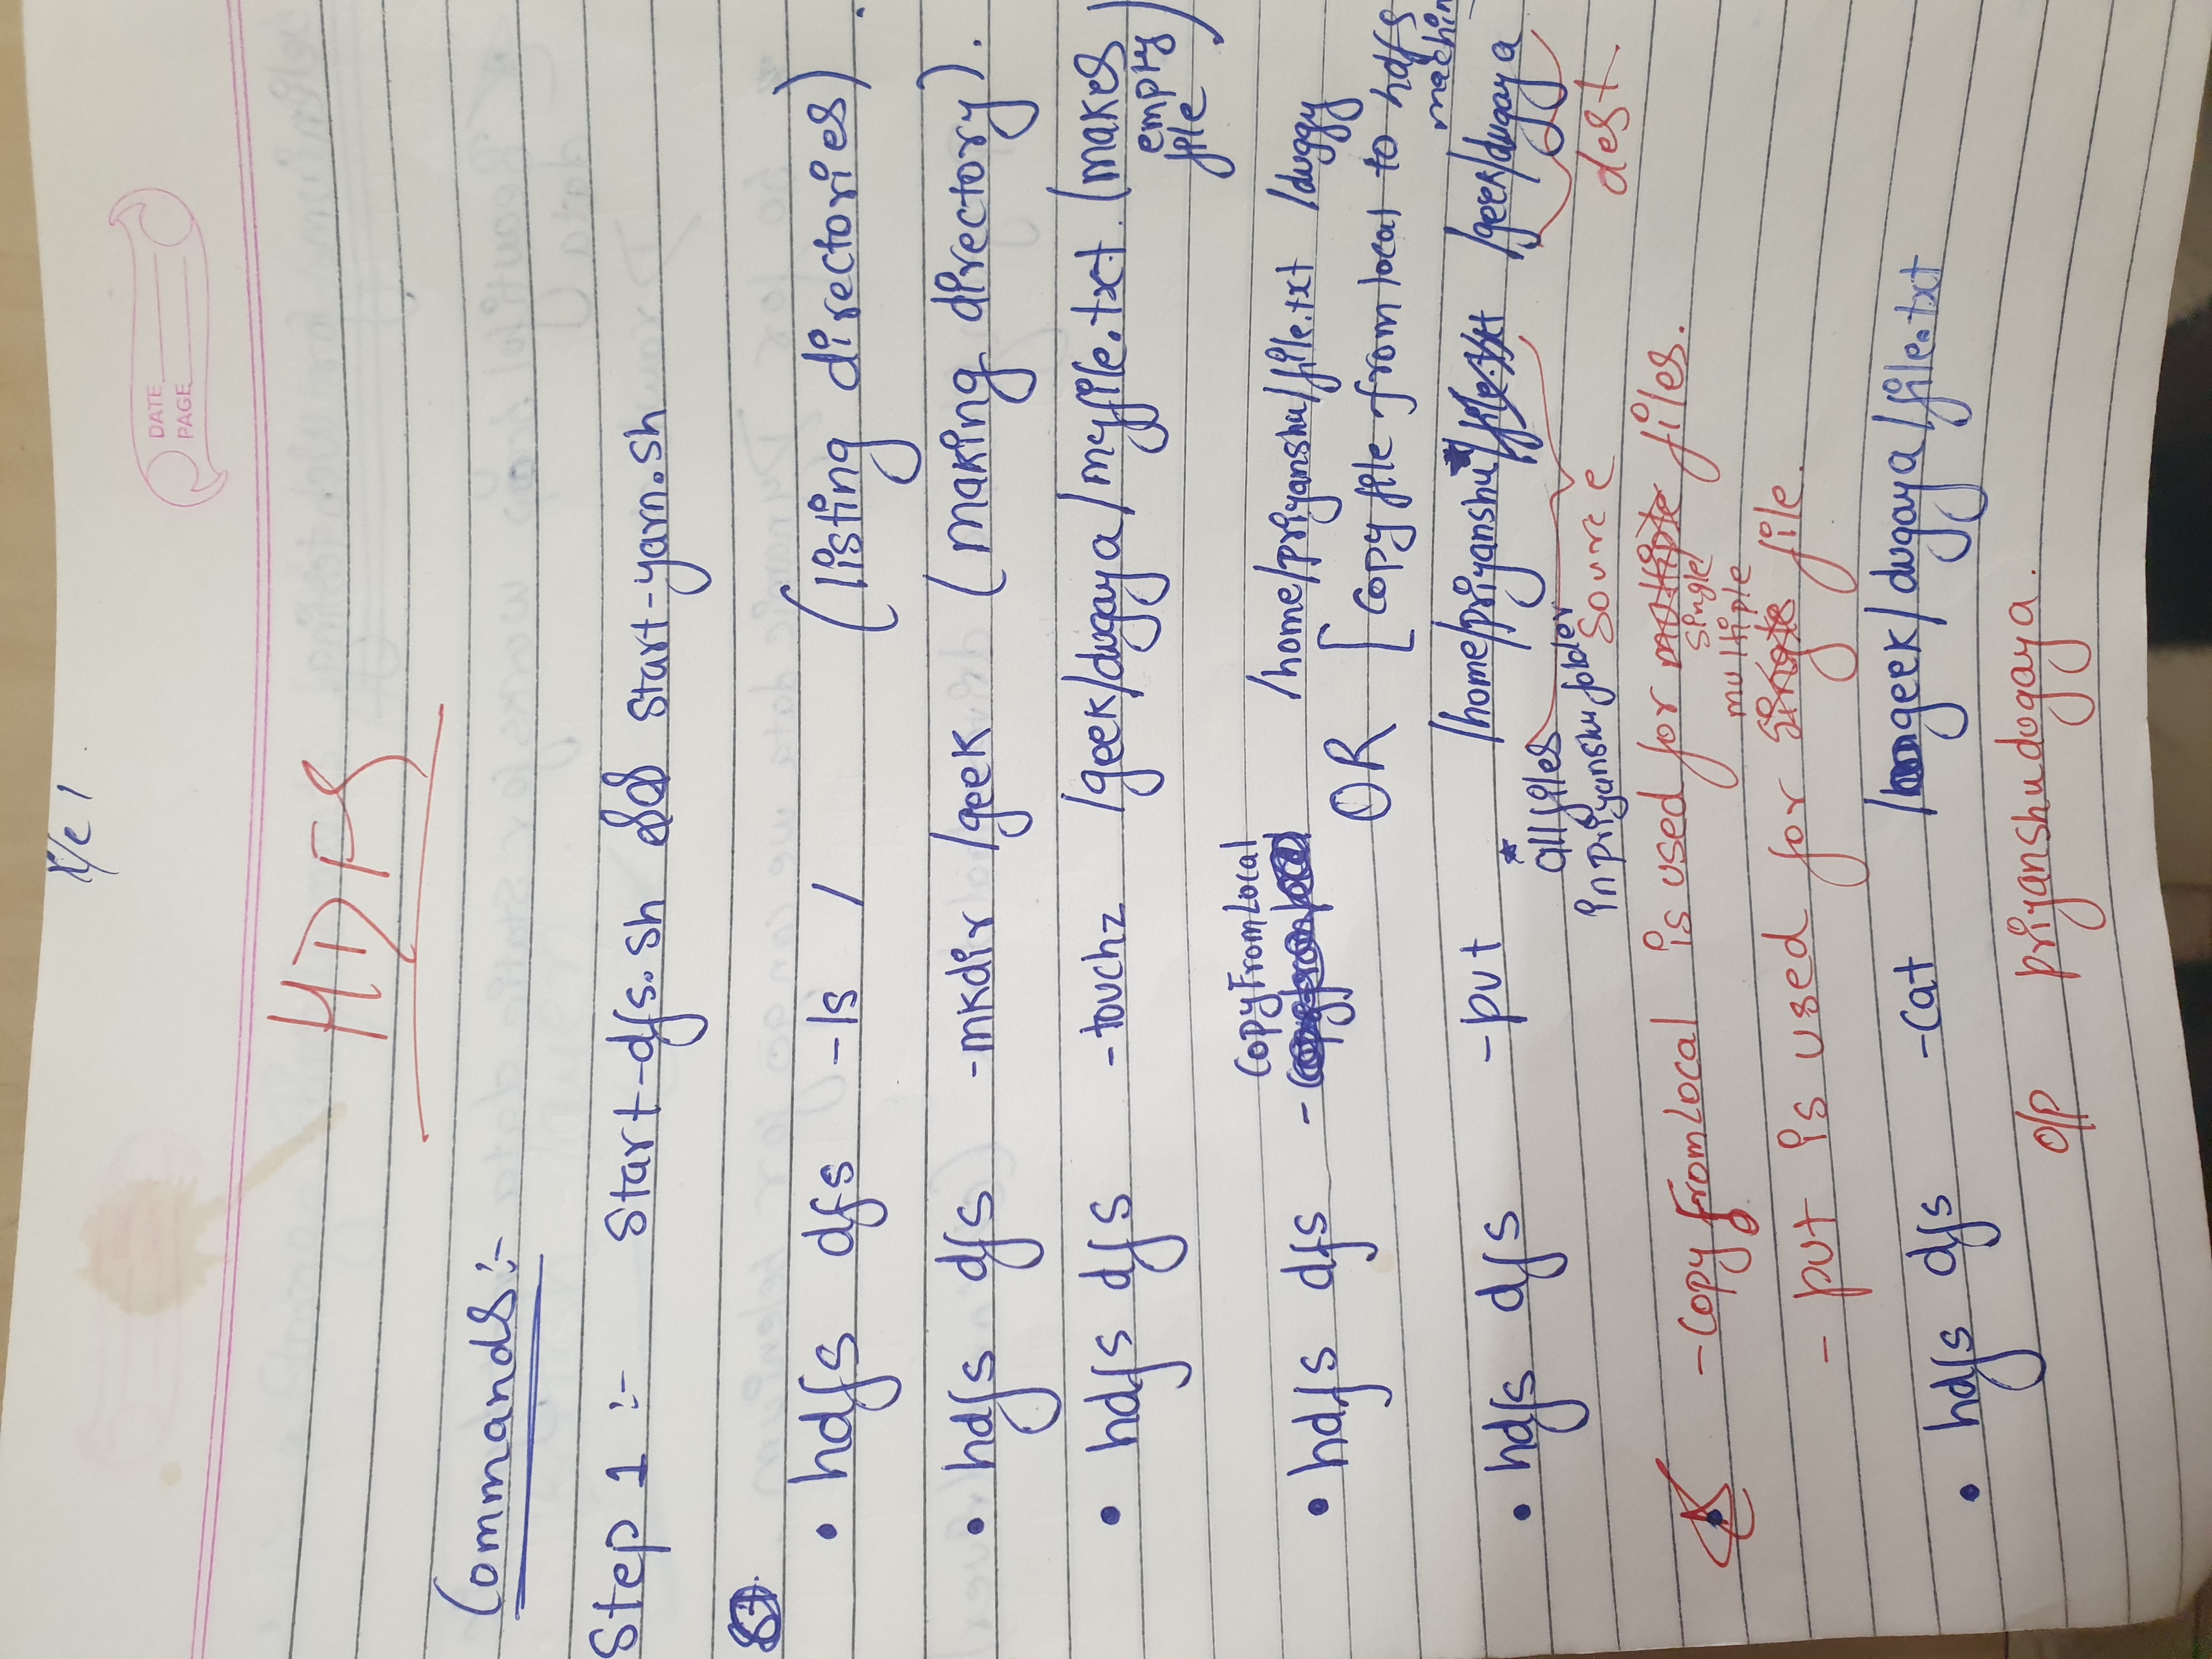 DATE
PAGE
HDFS
Commands:-
Step 1 :- Start-dfs.sh && start-yarn.sh
• hdfs dfs -ls / (listing directories).
• hdfs dfs -mkdir /geek (making directory).
• hdfs dfs -touchz /geek/dugaya/myfile.txt. (makes
empty
file)
CopyFromLocal
• hdfs dfs - /home/priyanshu/file.txt /duggy
OR [copy file from local to hdfs
machin
• hdfs dfs -put /home/priyanshu*/file.txt /geek/dugaya
*
all files
in priyanshu folder
source dest.
-CopyfromLocal is used for multiple files.
single
multiple
- put is used for single file.
• hdfs dfs -cat /geek/dugaya/file.txt
o/p priyanshudugaya.